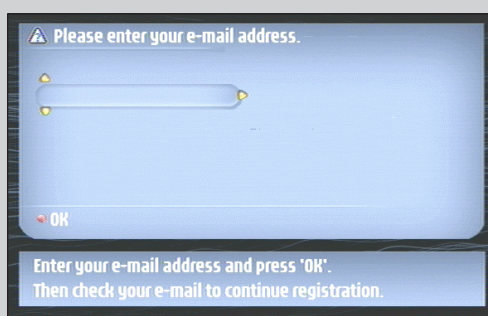 Please enter your e-mail address.
OK
Enter your e-mail address and press 'OK'.
Then check your e-mail to continue registration.